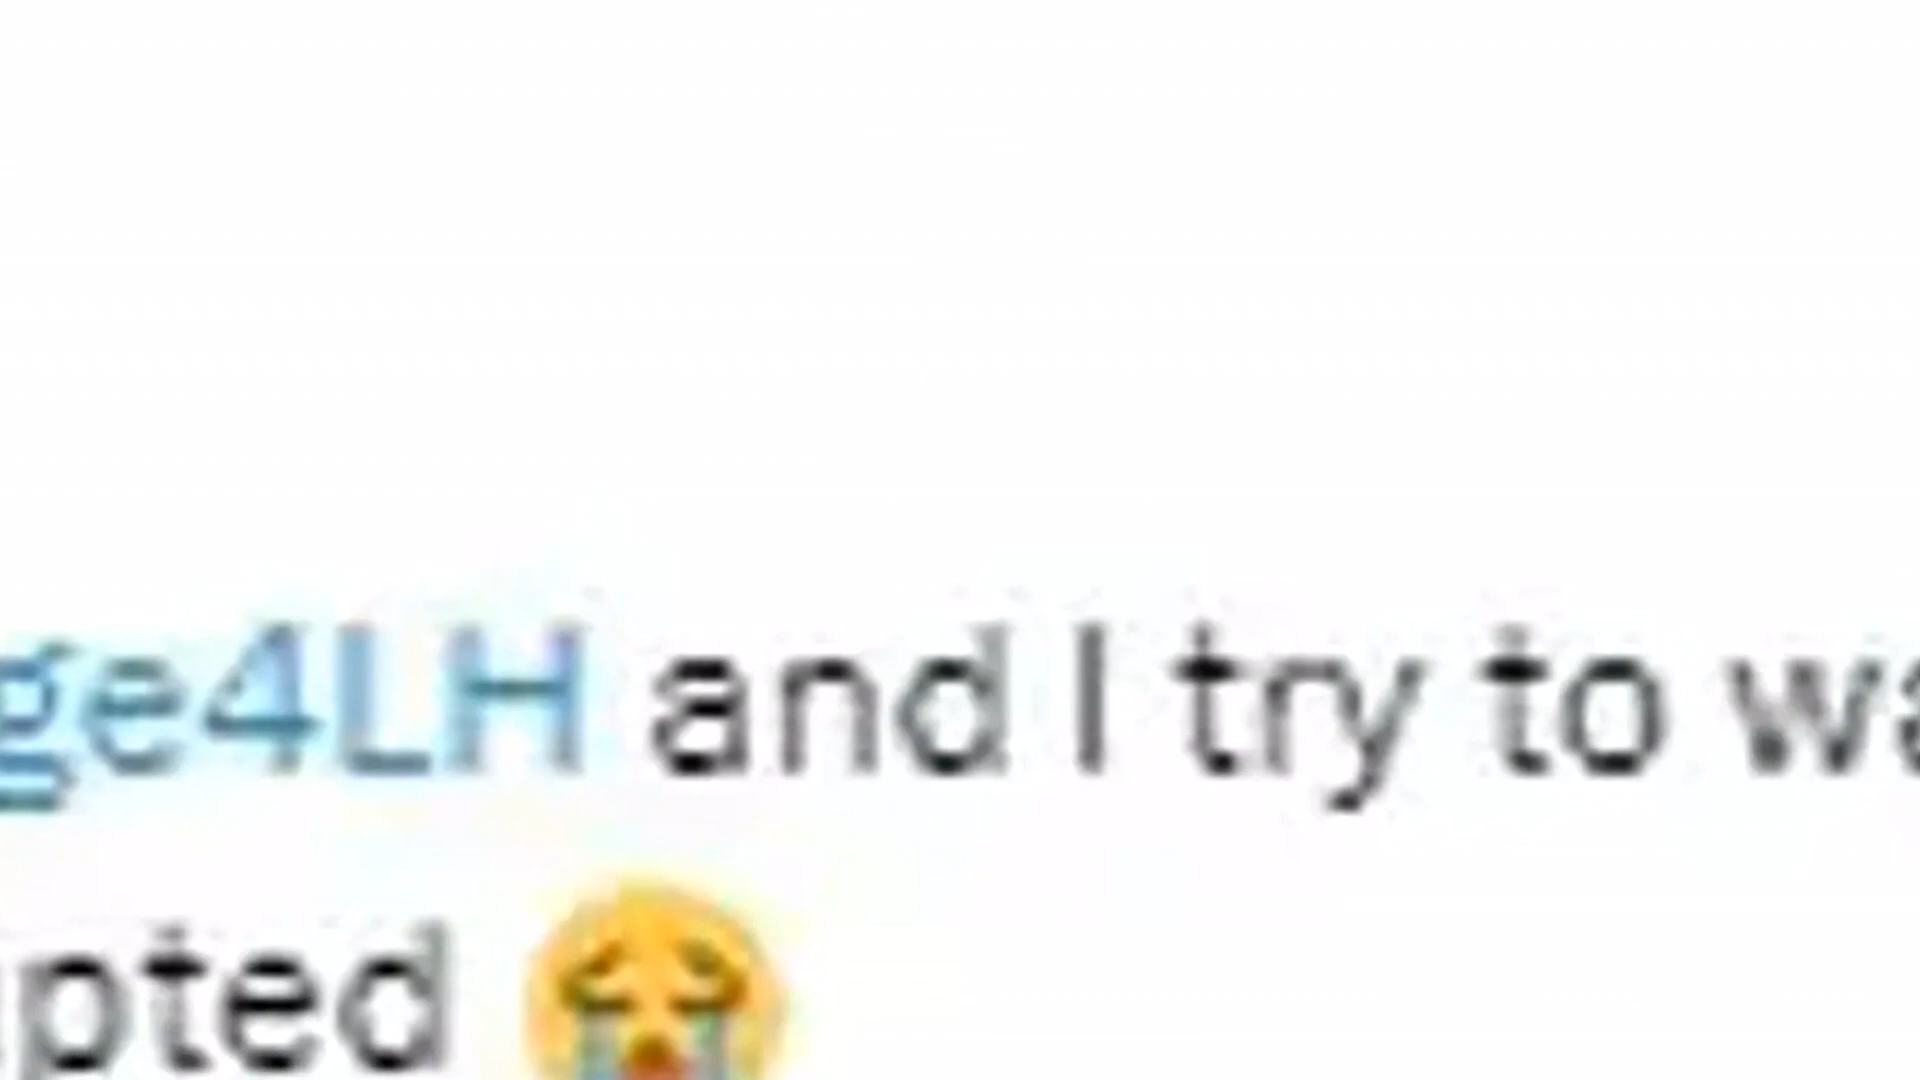 ge4LH and I try to wa
pted 😭